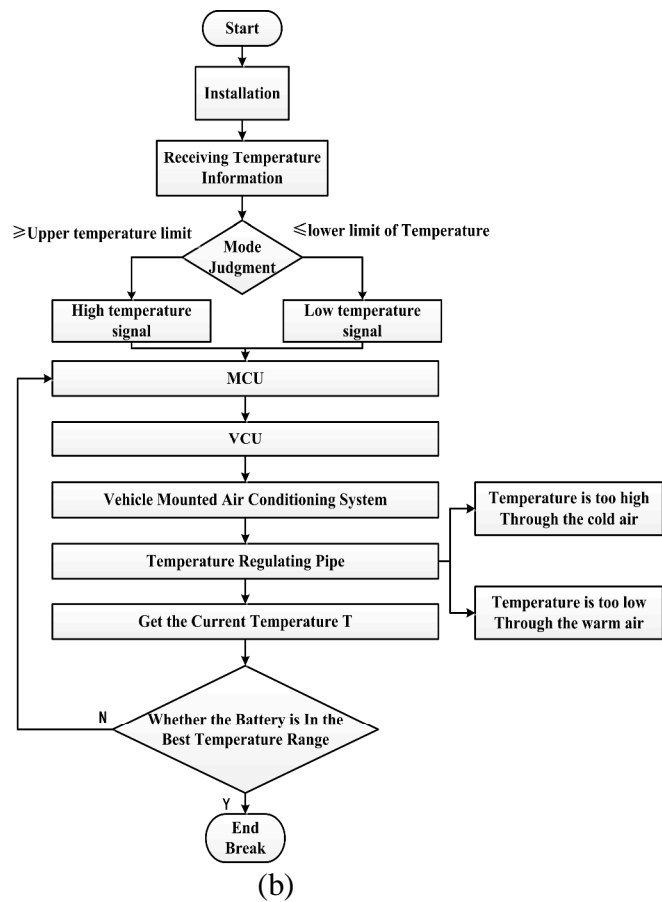 Start
Installation
Receiving Temperature
Information
≥Upper temperature limit
≤lower limit of Temperature
Mode
Judgment
High temperature
signal
Low temperature
signal
MCU
VCU
Vehicle Mounted Air Conditioning System
Temperature is too high
Through the cold air
Temperature Regulating Pipe
Temperature is too low
Through the warm air
Get the Current Temperature T
N
Whether the Battery is In the
Best Temperature Range
Y
End
Break
(b)